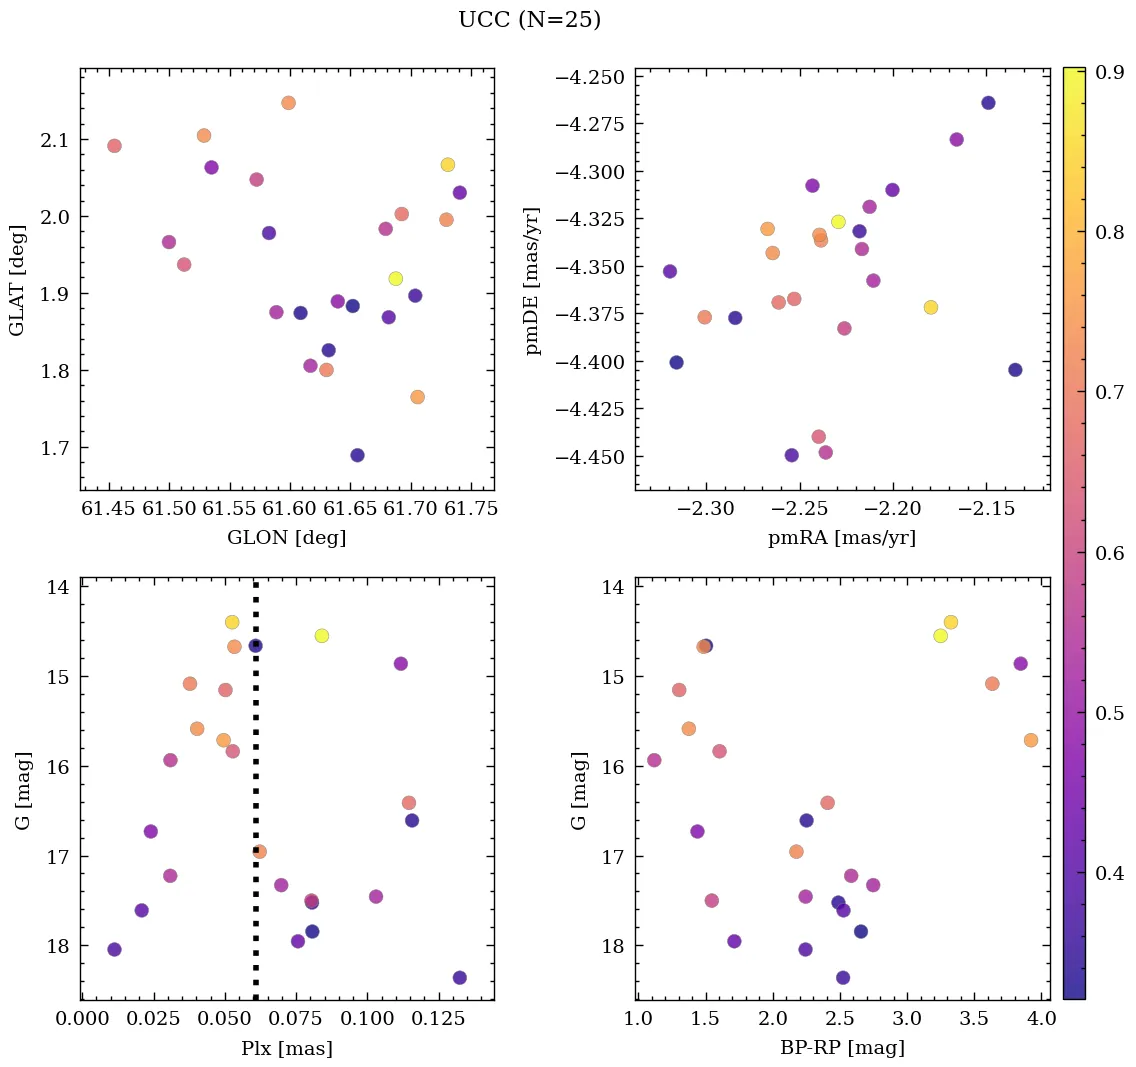 UCC (N=25)
2.1
2.0
1.9
1.8
1.7
GLAT [deg]
61.45 61.50 61.55 61.60 61.65 61.70 61.75
GLON [deg]
−4.250
−4.275
−4.300
−4.325
−4.350
−4.375
−4.400
−4.425
−4.450
pmDE [mas/yr]
−2.30 −2.25 −2.20 −2.15
pmRA [mas/yr]
14
15
16
17
18
G [mag]
0.000 0.025 0.050 0.075 0.100 0.125
Plx [mas]
14
15
16
17
18
G [mag]
1.0 1.5 2.0 2.5 3.0 3.5 4.0
BP-RP [mag]
0.9
0.8
0.7
0.6
0.5
0.4